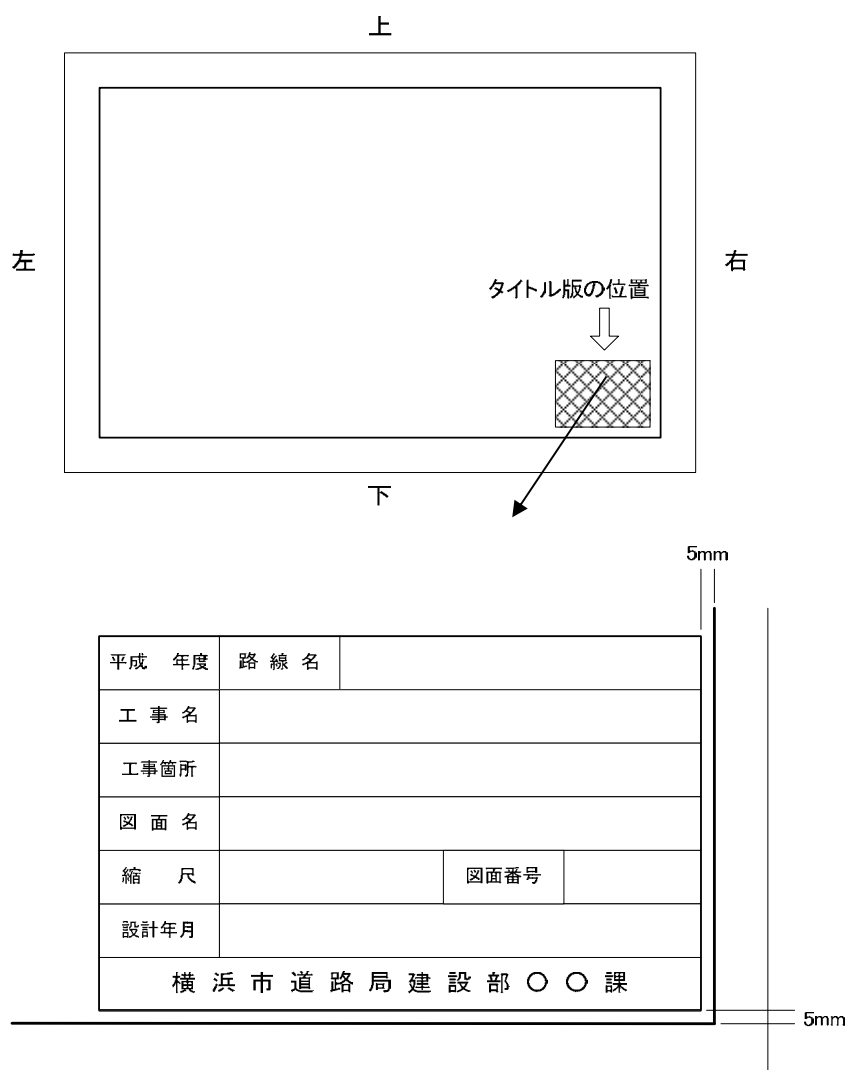 上
左
右
タイトル版の位置
下
5mm
平成 年度 路線名
工事名
工事箇所
図面名
縮尺 図面番号
設計年月
横浜市道路局建設部〇〇課
5mm